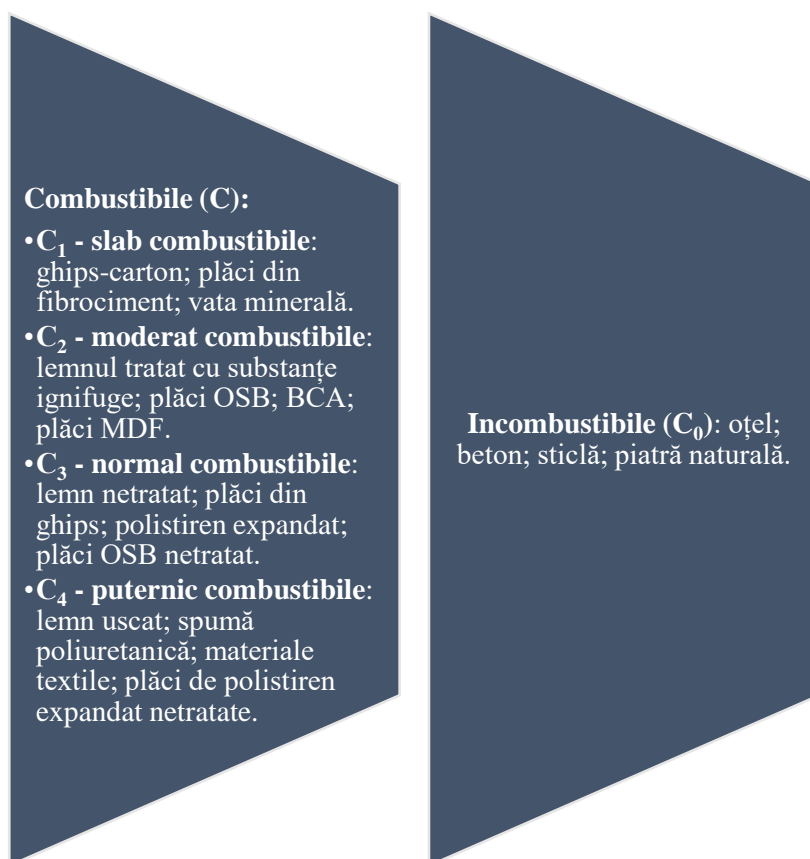 Combustibile (C):
•C₁ - slab combustibile:
ghips-carton; plăci din
fibrociment; vata minerală.
•C₂ - moderat combustibile:
lemnul tratat cu substanțe
ignifuge; plăci OSB; BCA;
plăci MDF.
•C₃ - normal combustibile:
lemn netratat; plăci din
ghips; polistiren expandat;
plăci OSB netratat.
•C₄ - puternic combustibile:
lemn uscat; spumă
poliuretanică; materiale
textile; plăci de polistiren
expandat netratate.
Incombustibile (C₀): oțel;
beton; sticlă; piatră naturală.